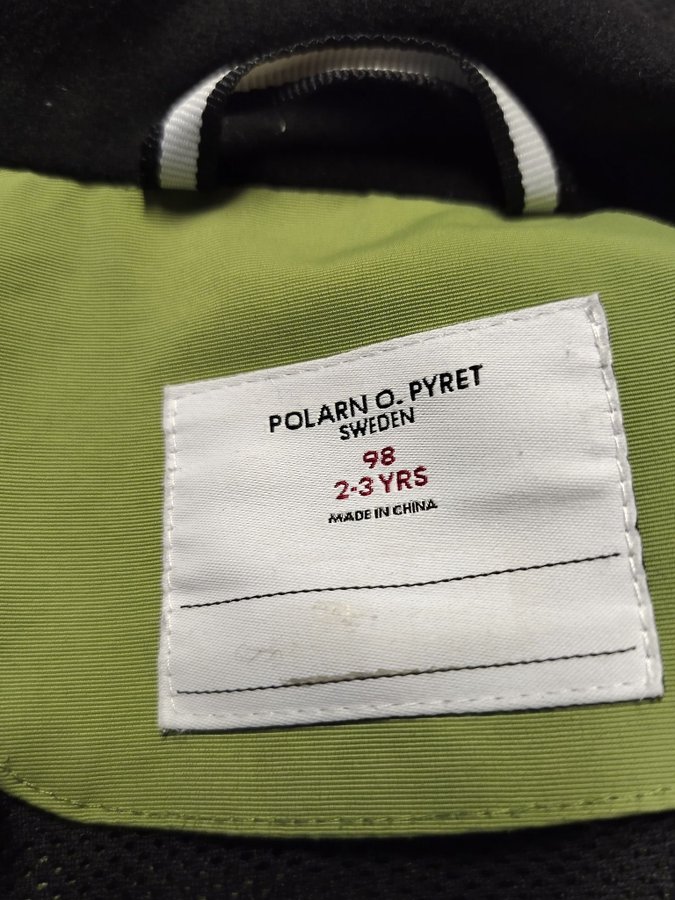 POLARN O. PYRET
SWEDEN
98
2-3 YRS
MADE IN CHINA